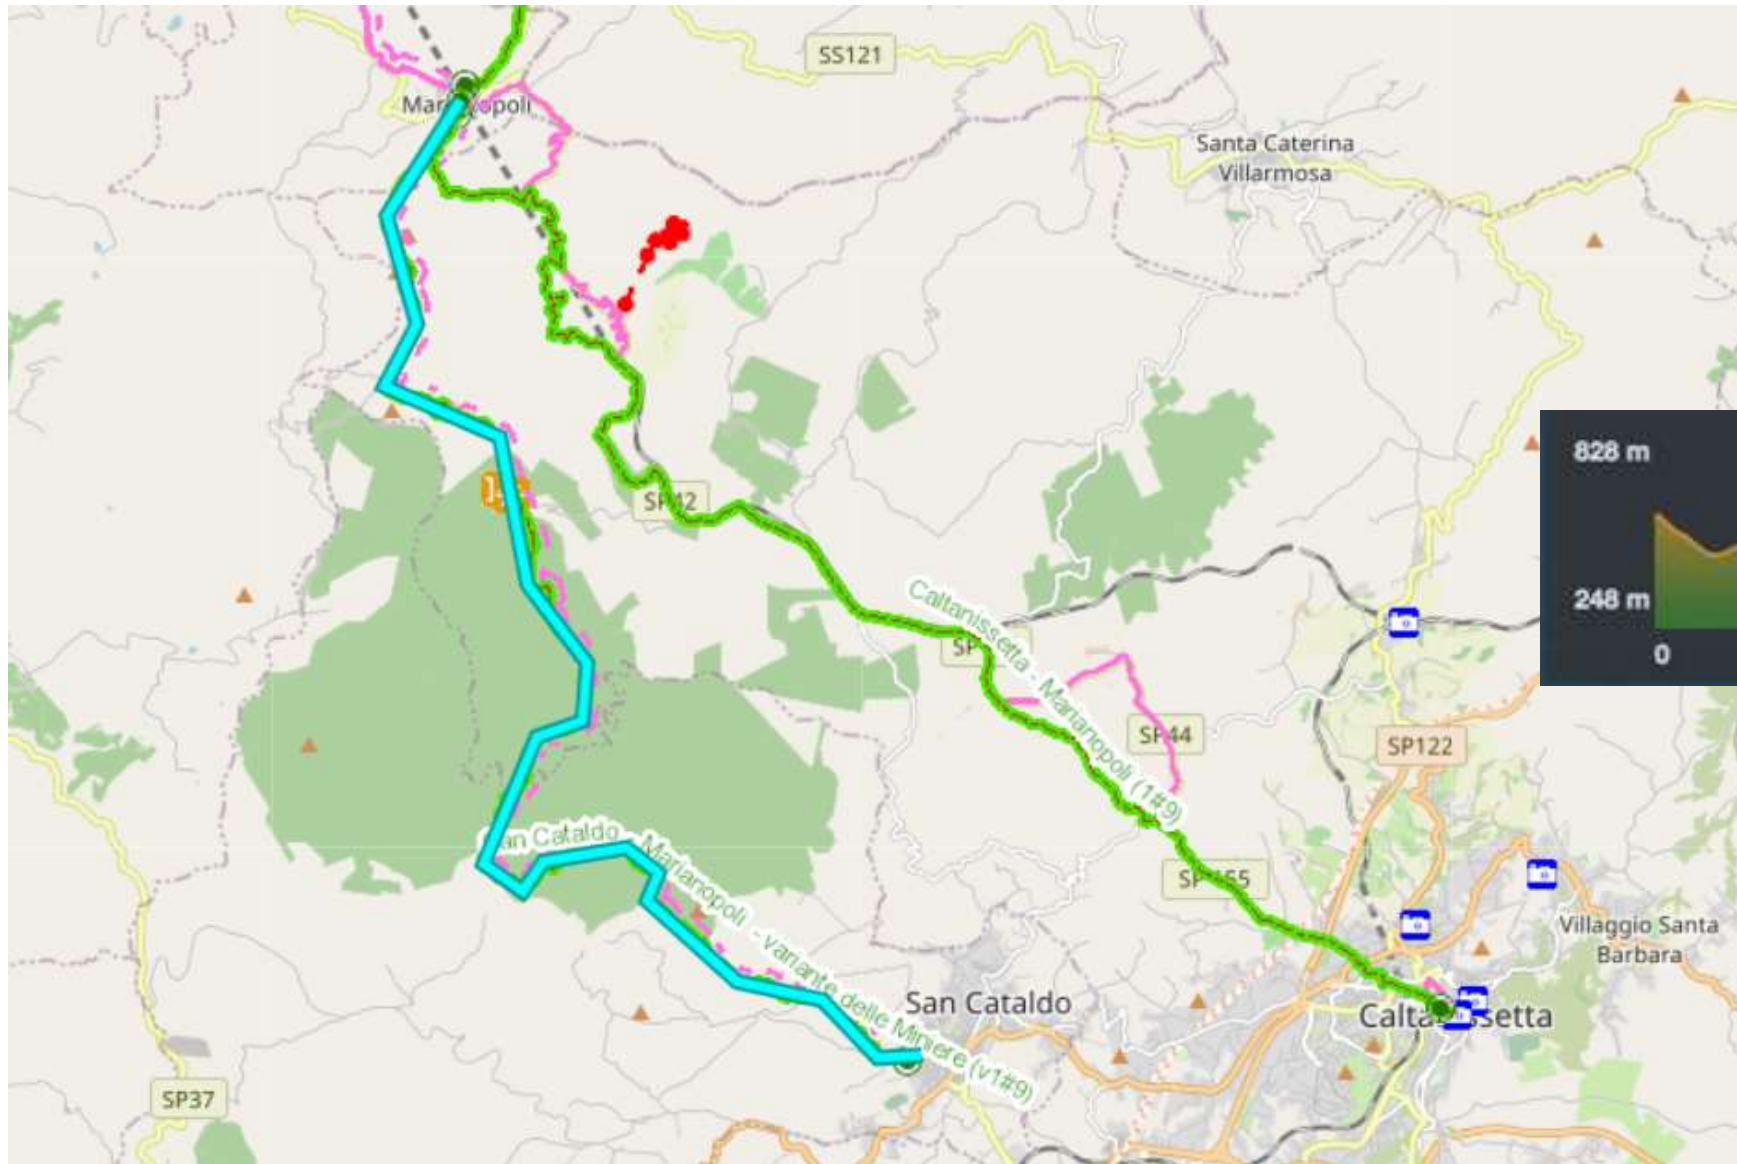 SS121
Santa Caterina
Villarmosa
828 m
248 m
0
Caltanissetta - Marianopoli (1#9)
SP44
SP122
San Cataldo - Marianopoli - variante delle Miniere (v1#9)
Villaggio Santa
Barbara
San Cataldo
SP37